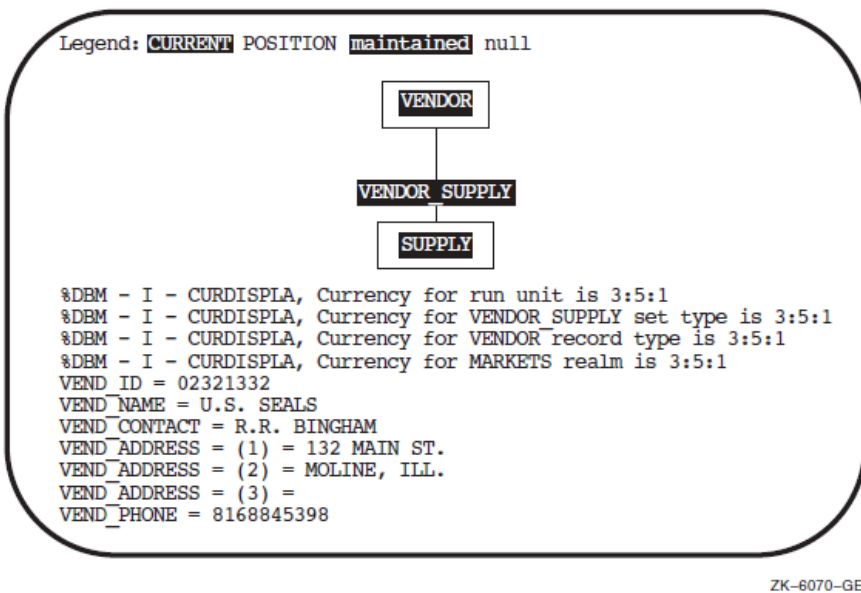 Legend: CURRENT POSITION maintained null
VENDOR
VENDOR_SUPPLY
SUPPLY
%DBM - I - CURDISPLA, Currency for run unit is 3:5:1
%DBM - I - CURDISPLA, Currency for VENDOR_SUPPLY set type is 3:5:1
%DBM - I - CURDISPLA, Currency for VENDOR record type is 3:5:1
%DBM - I - CURDISPLA, Currency for MARKETS realm is 3:5:1
VEND_ID = 02321332
VEND_NAME = U.S. SEALS
VEND_CONTACT = R.R. BINGHAM
VEND_ADDRESS = (1) = 132 MAIN ST.
VEND_ADDRESS = (2) = MOLINE, ILL.
VEND_ADDRESS = (3) =
VEND_PHONE = 8168845398
ZK-6070-GE